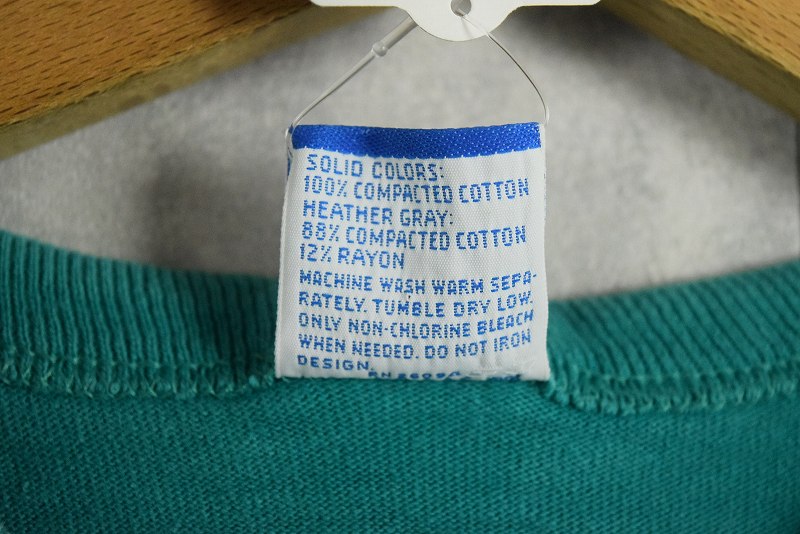 SOLID COLORS:
100% COMPACTED COTTON
HEATHER GRAY:
88% COMPACTED COTTON
12% RAYON
MACHINE WASH WARM SEPA-
RATELY. TUMBLE DRY LOW.
ONLY NON-CHLORINE BLEACH
WHEN NEEDED. DO NOT IRON
DESIGN.